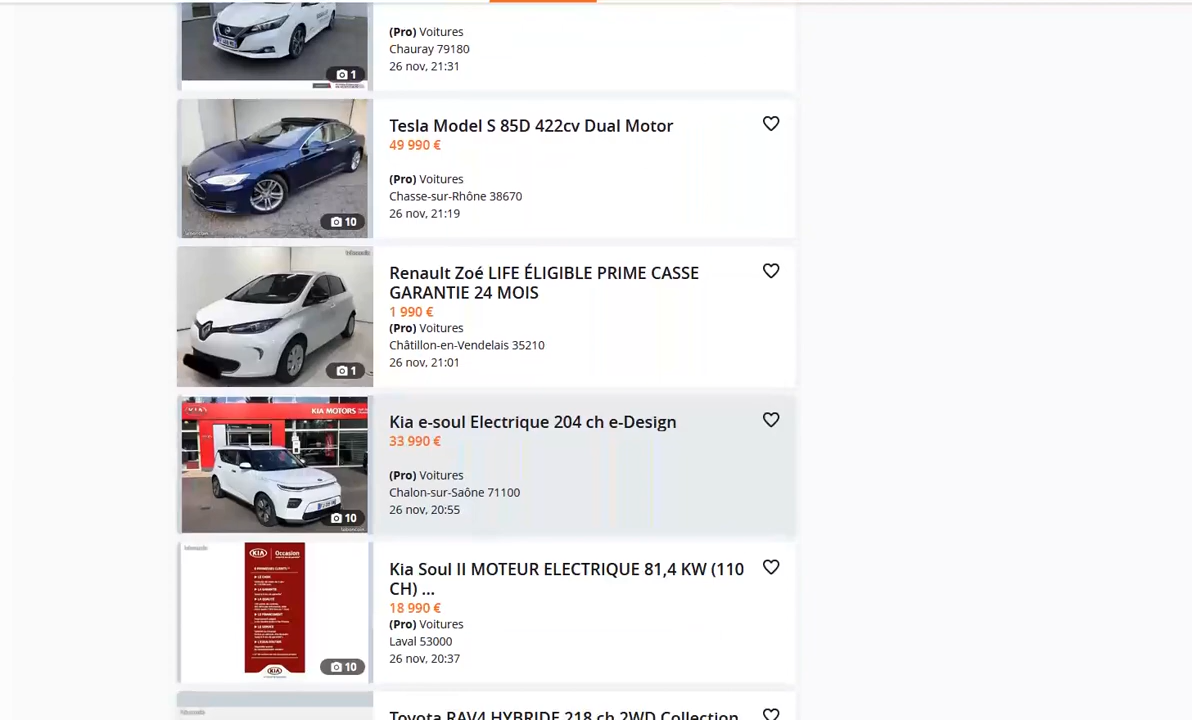 (Pro) Voitures
Chauray 79180
26 nov, 21:31
1
Tesla Model S 85D 422cv Dual Motor
49 990 €
(Pro) Voitures
Chasse-sur-Rhône 38670
26 nov, 21:19
10
Renault Zoé LIFE ÉLIGIBLE PRIME CASSE
GARANTIE 24 MOIS
1 990 €
(Pro) Voitures
Châtillon-en-Vendelais 35210
26 nov, 21:01
1
KIA MOTORS
Kia e-soul Electrique 204 ch e-Design
33 990 €
(Pro) Voitures
Chalon-sur-Saône 71100
26 nov, 20:55
10
KIA Occasion
Kia Soul II MOTEUR ELECTRIQUE 81,4 KW (110
CH) ...
18 990 €
(Pro) Voitures
Laval 53000
26 nov, 20:37
10
KIA
Toyota RAV4 HYBRIDE 218 ch 2WD Collection